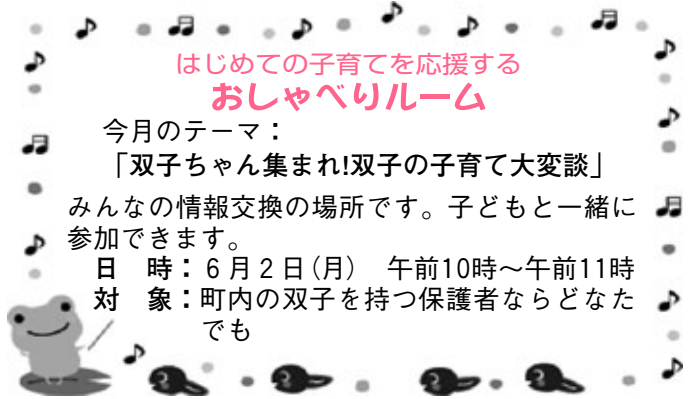 はじめての子育てを応援する
おしゃべりルーム
今月のテーマ：
「双子ちゃん集まれ!双子の子育て大変談」
みんなの情報交換の場所です。子どもと一緒に
参加できます。
日　時：６月２日(月)　午前10時～午前11時
対　象：町内の双子を持つ保護者ならどなた
でも